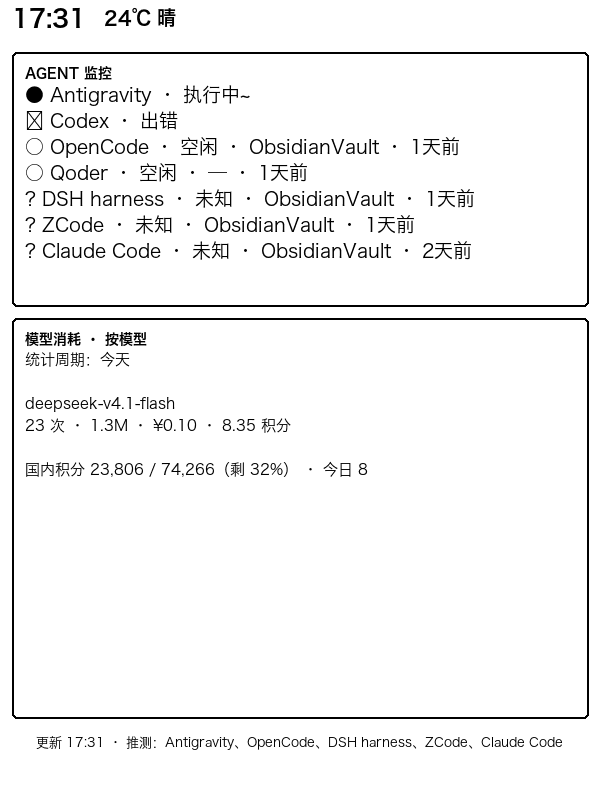 17:31 24℃ 晴
AGENT 监控
● Antigravity · 执行中~
☒ Codex · 出错
○ OpenCode · 空闲 · ObsidianVault · 1天前
○ Qoder · 空闲 · — · 1天前
? DSH harness · 未知 · ObsidianVault · 1天前
? ZCode · 未知 · ObsidianVault · 1天前
? Claude Code · 未知 · ObsidianVault · 2天前
模型消耗 · 按模型
统计周期：今天
deepseek-v4.1-flash
23 次 · 1.3M · ¥0.10 · 8.35 积分
国内积分 23,806 / 74,266（剩 32%） · 今日 8
更新 17:31 · 推测：Antigravity、OpenCode、DSH harness、ZCode、Claude Code